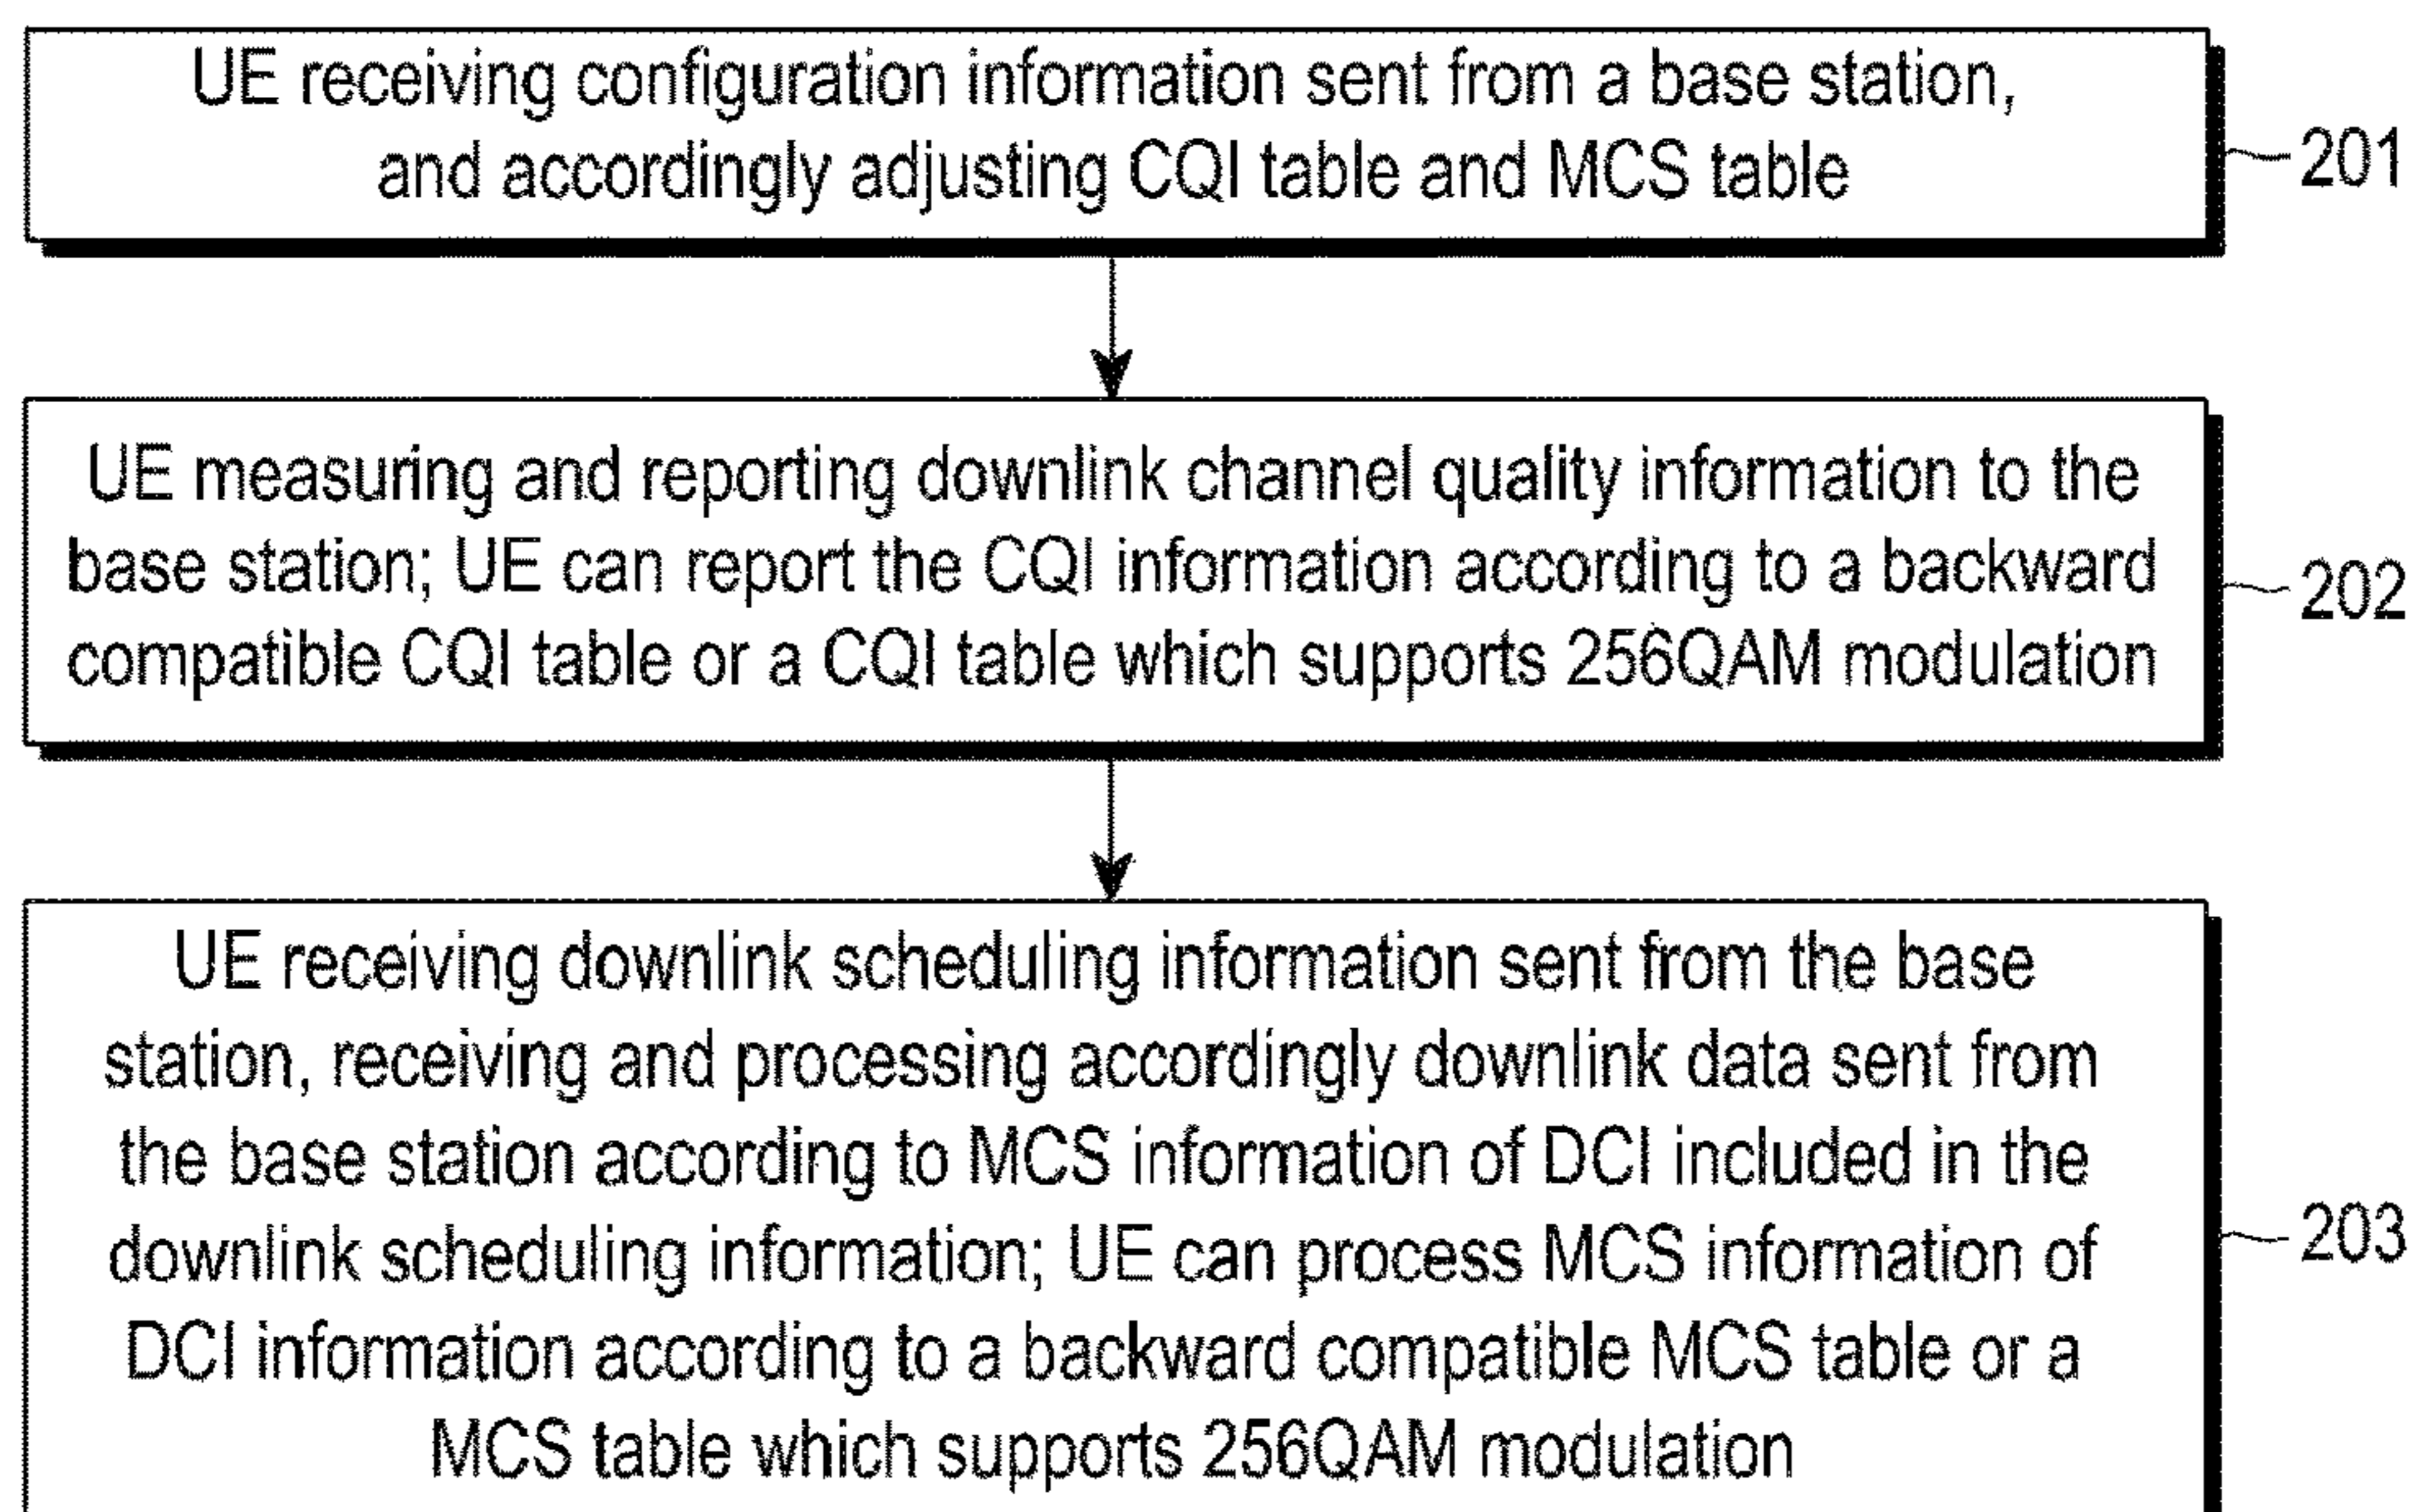 UE receiving configuration information sent from a base station,
and accordingly adjusting CQI table and MCS table
201
UE measuring and reporting downlink channel quality information to the
base station; UE can report the CQI information according to a backward
compatible CQI table or a CQI table which supports 256QAM modulation
202
UE receiving downlink scheduling information sent from the base
station, receiving and processing accordingly downlink data sent from
the base station according to MCS information of DCI included in the
downlink scheduling information; UE can process MCS information of
DCI information according to a backward compatible MCS table or a
MCS table which supports 256QAM modulation
203